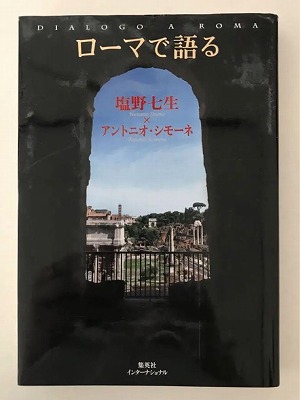 DIALOGO A ROMA
ローマで語る
塩野七生
×
アントニオ・シモーネ
集英社
インターナショナル